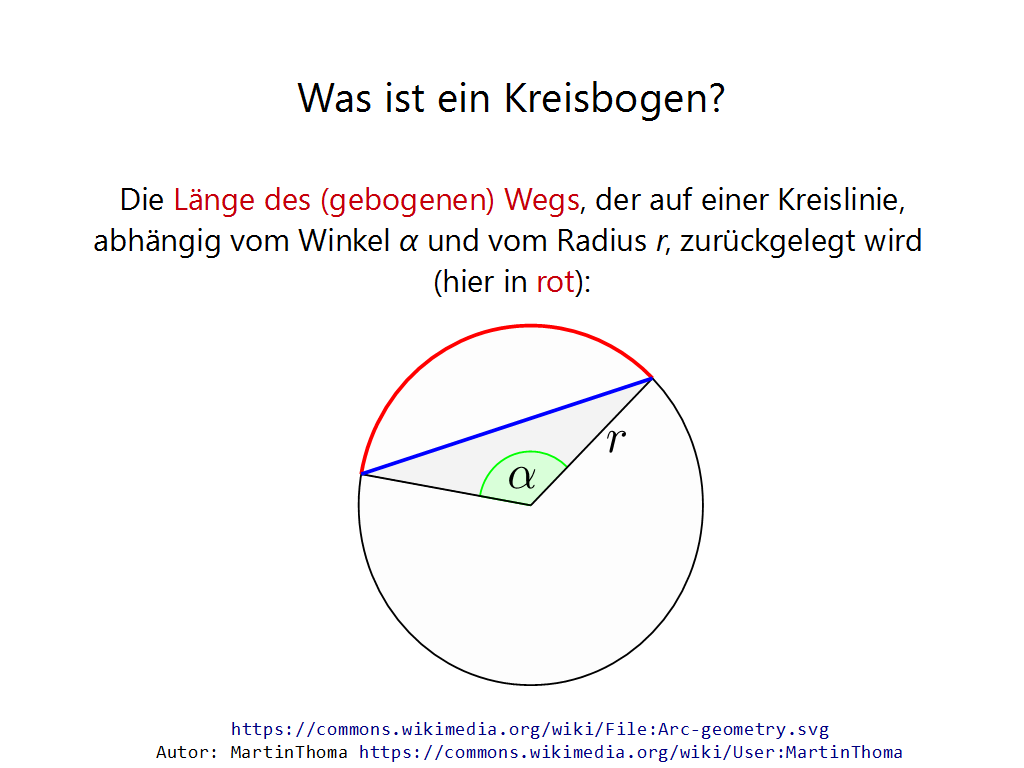 Was ist ein Kreisbogen?
Die Länge des (gebogenen) Wegs, der auf einer Kreislinie,
abhängig vom Winkel α und vom Radius r, zurückgelegt wird
(hier in rot):
r
α
https://commons.wikimedia.org/wiki/File:Arc-geometry.svg
Autor: MartinThoma https://commons.wikimedia.org/wiki/User:MartinThoma